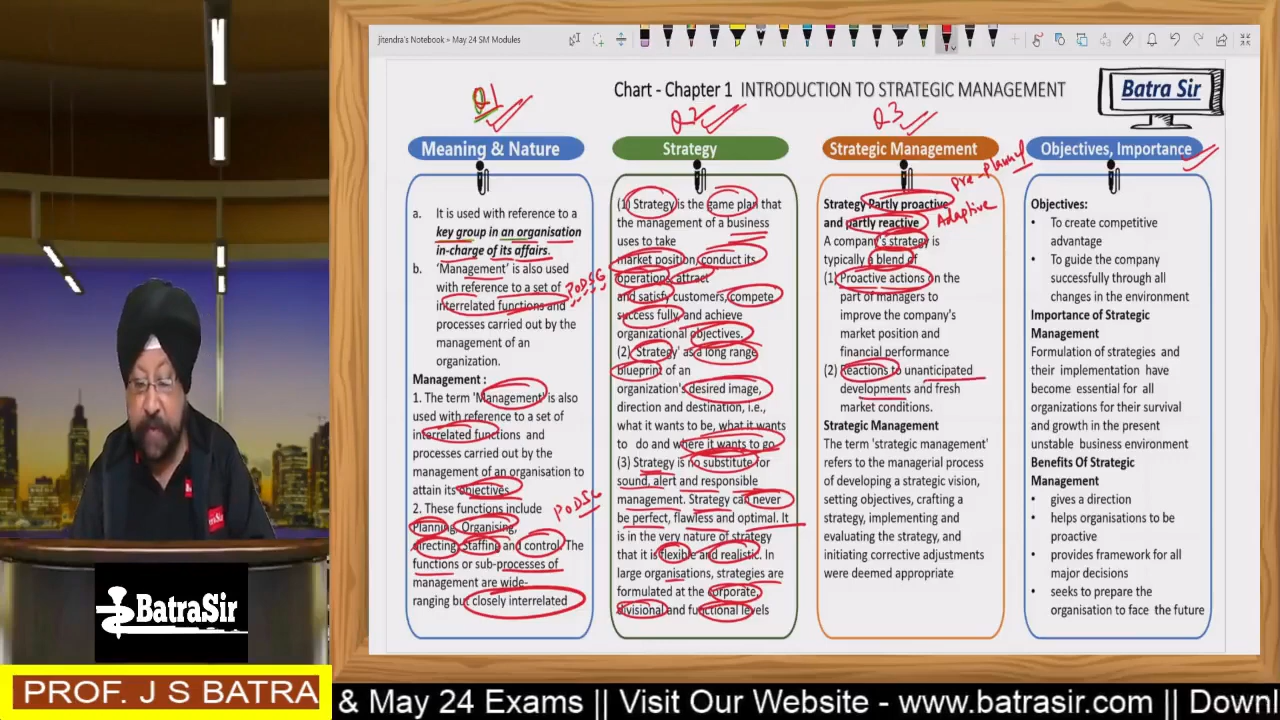 jitendra's Notebook > May 24 SM Modules
Chart - Chapter 1 INTRODUCTION TO STRATEGIC MANAGEMENT
Batra Sir
Q1
Q2
Q3
Meaning & Nature
a. It is used with reference to a
key group in an organisation
in-charge of its affairs.
b. 'Management' is also used
with reference to a set of
PODSC
interrelated functions and
processes carried out by the
management of an
organization.
Management :
1. The term 'Management' is also
used with reference to a set of
interrelated functions and
processes carried out by the
management of an organisation to
attain its objectives
PODSC
2. These functions include
Planning, Organising,
directing, Staffing and control. The
functions or sub-processes of
management are wide-
ranging but closely interrelated
Strategy
(1) Strategy is the game plan that
the management of a business
uses to take
market position, conduct its
operations, attract
and satisfy customers, compete
success fully, and achieve
organizational objectives.
(2) 'Strategy' as a long range
blueprint of an
organization's desired image,
direction and destination, i.e.,
what it wants to be, what it wants
to do and where it wants to go
(3) Strategy is no substitute for
sound, alert and responsible
management. Strategy can never
be perfect, flawless and optimal. It
is in the very nature of strategy
that it is flexible and realistic. In
large organisations, strategies are
formulated at the corporate,
divisional and functional levels
Strategic Management
Pre-planned
Strategy Partly proactive
Adaptive
and partly reactive
A company's strategy is
typically a blend of
(1) Proactive actions on the
part of managers to
improve the company's
market position and
financial performance
(2) Reactions to unanticipated
developments and fresh
market conditions.
Strategic Management
The term 'strategic management'
refers to the managerial process
of developing a strategic vision,
setting objectives, crafting a
strategy, implementing and
evaluating the strategy, and
initiating corrective adjustments
were deemed appropriate
Objectives, Importance
Objectives:
• To create competitive
advantage
• To guide the company
successfully through all
changes in the environment
Importance of Strategic
Management
Formulation of strategies and
their implementation have
become essential for all
organizations for their survival
and growth in the present
unstable business environment
Benefits Of Strategic
Management
• gives a direction
• helps organisations to be
proactive
• provides framework for all
major decisions
• seeks to prepare the
organisation to face the future
BatraSir
PROF. J S BATRA
& May 24 Exams || Visit Our Website - www.batrasir.com || Downl